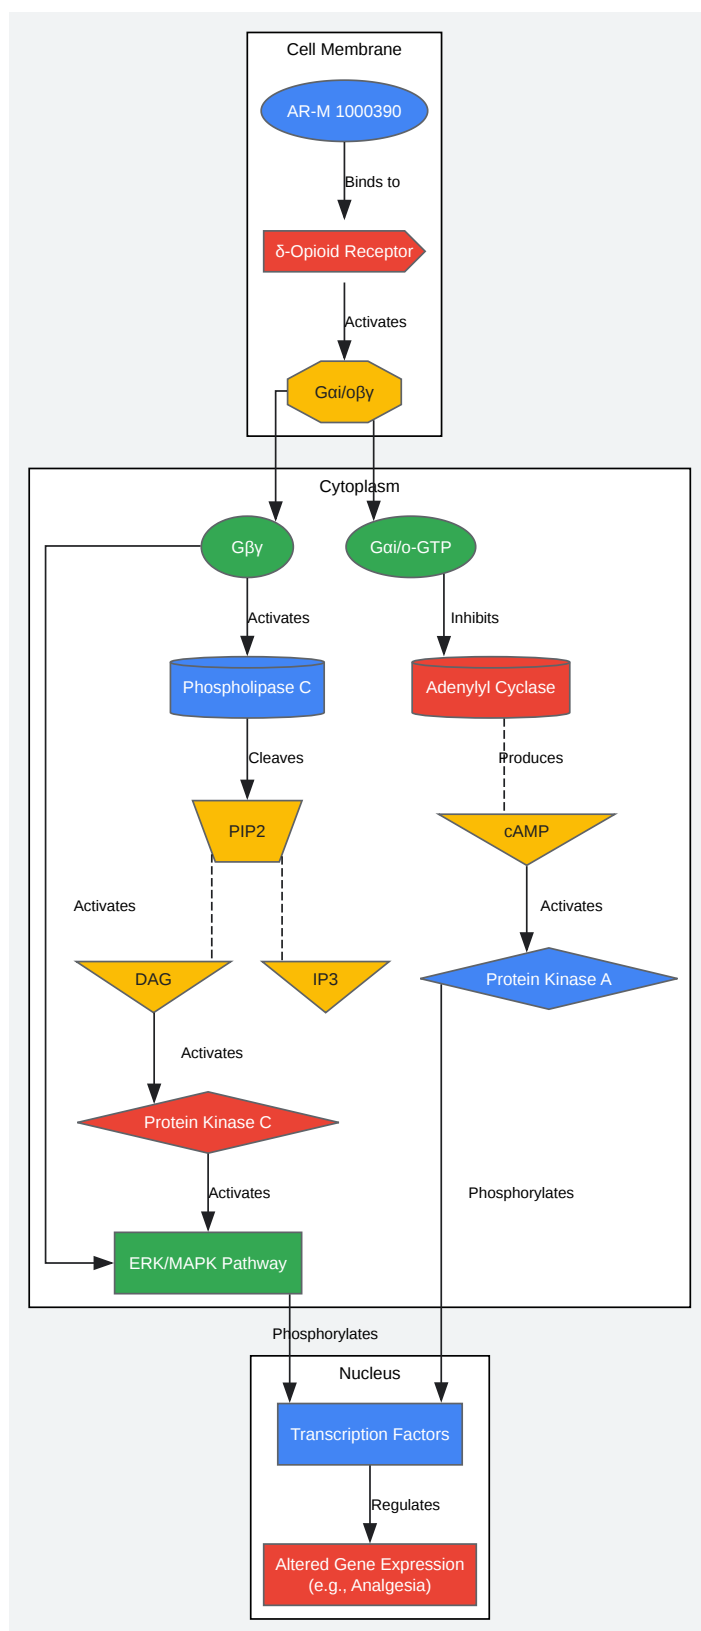 Cell Membrane
AR-M 1000390
Binds to
δ-Opioid Receptor
Activates
Gαi/oβγ
Cytoplasm
Gβγ
Gαi/o-GTP
Activates
Inhibits
Phospholipase C
Adenylyl Cyclase
Cleaves
Produces
PIP2
cAMP
Activates
Activates
DAG
IP3
Protein Kinase A
Activates
Protein Kinase C
Activates
Phosphorylates
ERK/MAPK Pathway
Phosphorylates
Nucleus
Transcription Factors
Regulates
Altered Gene Expression
(e.g., Analgesia)